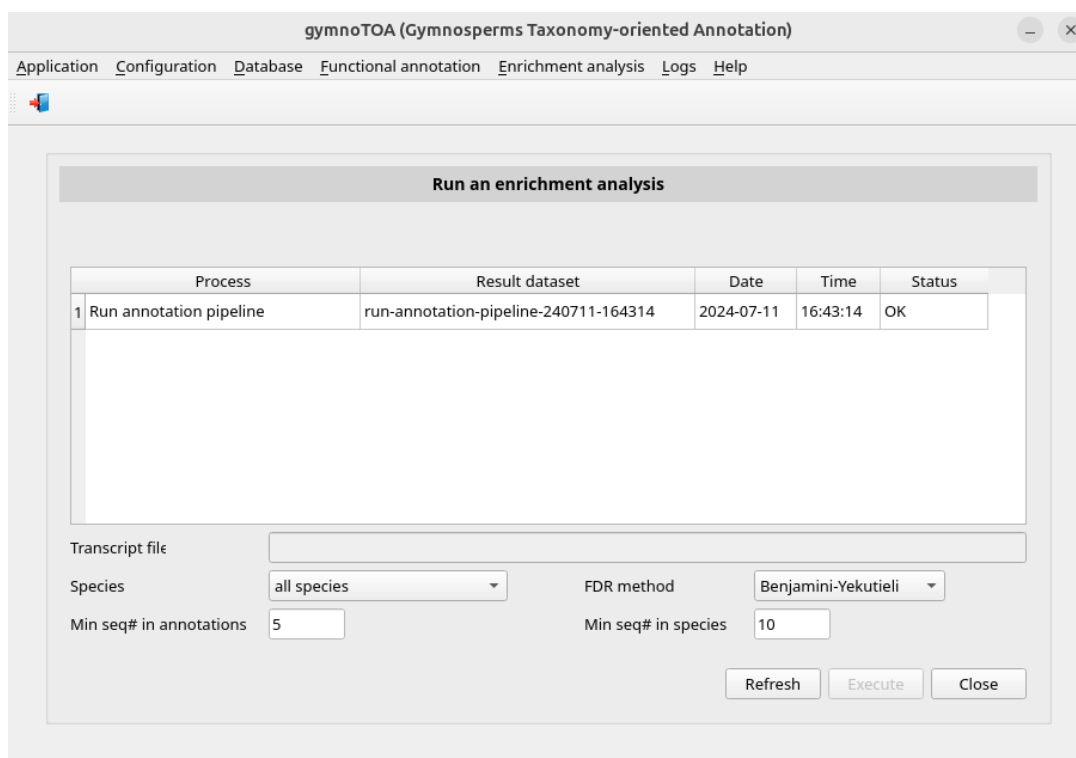 gymnoTOA (Gymnosperms Taxonomy-oriented Annotation)
Application Configuration Database Functional annotation Enrichment analysis Logs Help
Run an enrichment analysis
Process Result dataset Date Time Status
1 Run annotation pipeline run-annotation-pipeline-240711-164314 2024-07-11 16:43:14 OK
Transcript file
Species all species FDR method Benjamini-Yekutieli
Min seq# in annotations 5 Min seq# in species 10
Refresh Execute Close